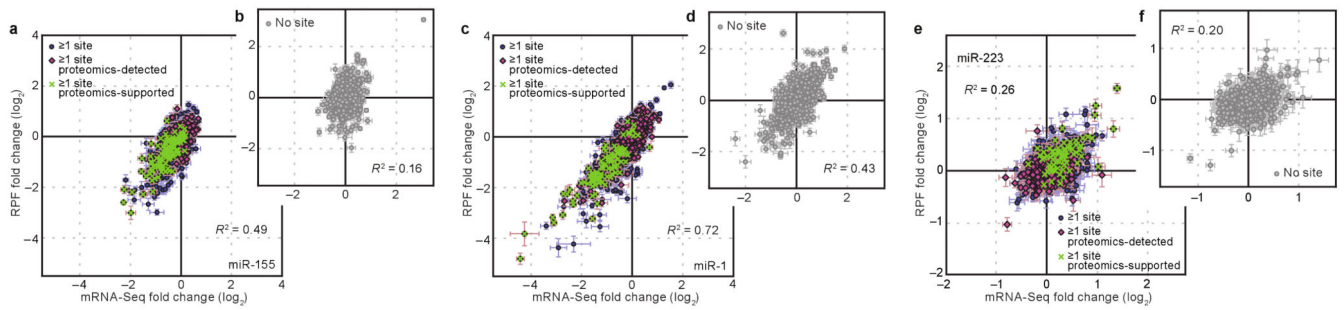 a
4
2
0
−2
−4
RPF fold change (log2)
≥1 site
≥1 site
proteomics-detected
≥1 site
proteomics-supported
R2 = 0.49
miR-155
−4
−2
0
2
4
mRNA-Seq fold change (log2)
b
No site
2
0
−2
R2 = 0.16
−2
0
2
c
4
2
0
−2
−4
RPF fold change (log2)
≥1 site
≥1 site
proteomics-detected
≥1 site
proteomics-supported
R2 = 0.72
miR-1
−4
−2
0
2
4
mRNA-Seq fold change (log2)
d
No site
2
0
−2
R2 = 0.43
−2
0
2
e
2
1
0
−1
−2
RPF fold change (log2)
miR-223
R2 = 0.26
≥1 site
≥1 site
proteomics-detected
≥1 site
proteomics-supported
−2
−1
0
1
2
mRNA-Seq fold change (log2)
f
R2 = 0.20
1
0
−1
No site
−1
0
1